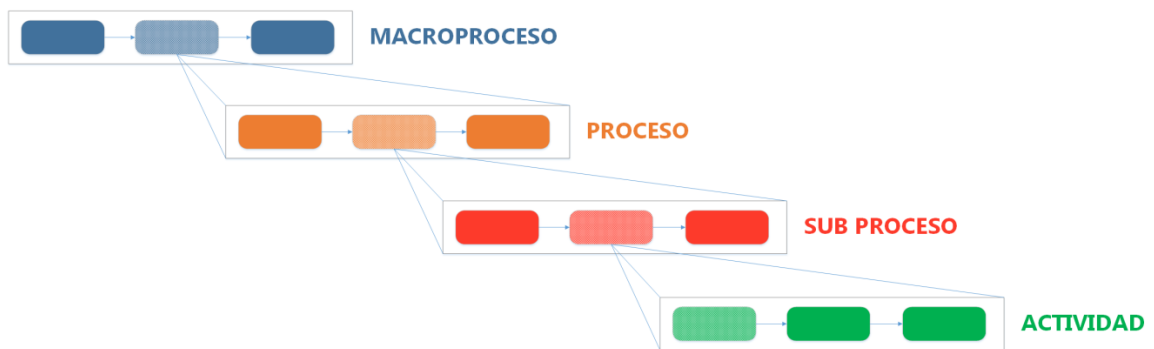 MACROPROCESO
PROCESO
SUB PROCESO
ACTIVIDAD